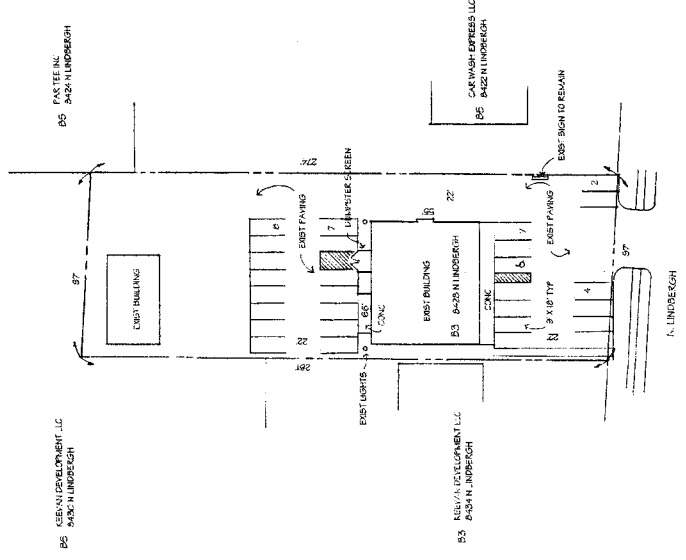 B5
PAR TEE INC
8424 N LINDBERGH
CAR WASH EXPRESS LLC
B5 8422 N LINDBERGH
EXIST SIGN TO REMAIN
274'
97'
EXIST BUILDING
8
7
EXIST PAVING
DUMPSTER SCREEN
22'
EXIST BUILDING
B3 8428 N LINDBERGH
CONC
EXIST LIGHTS
22'
281'
2
7
EXIST PAVING
CONC
9' X 18' TYP
22'
4
97
N. LINDBERGH
KEEVAN DEVELOPMENT LLC
B5 8430 N LINDBERGH
KEEVAN DEVELOPMENT LLC
B3 8434 N LINDBERGH